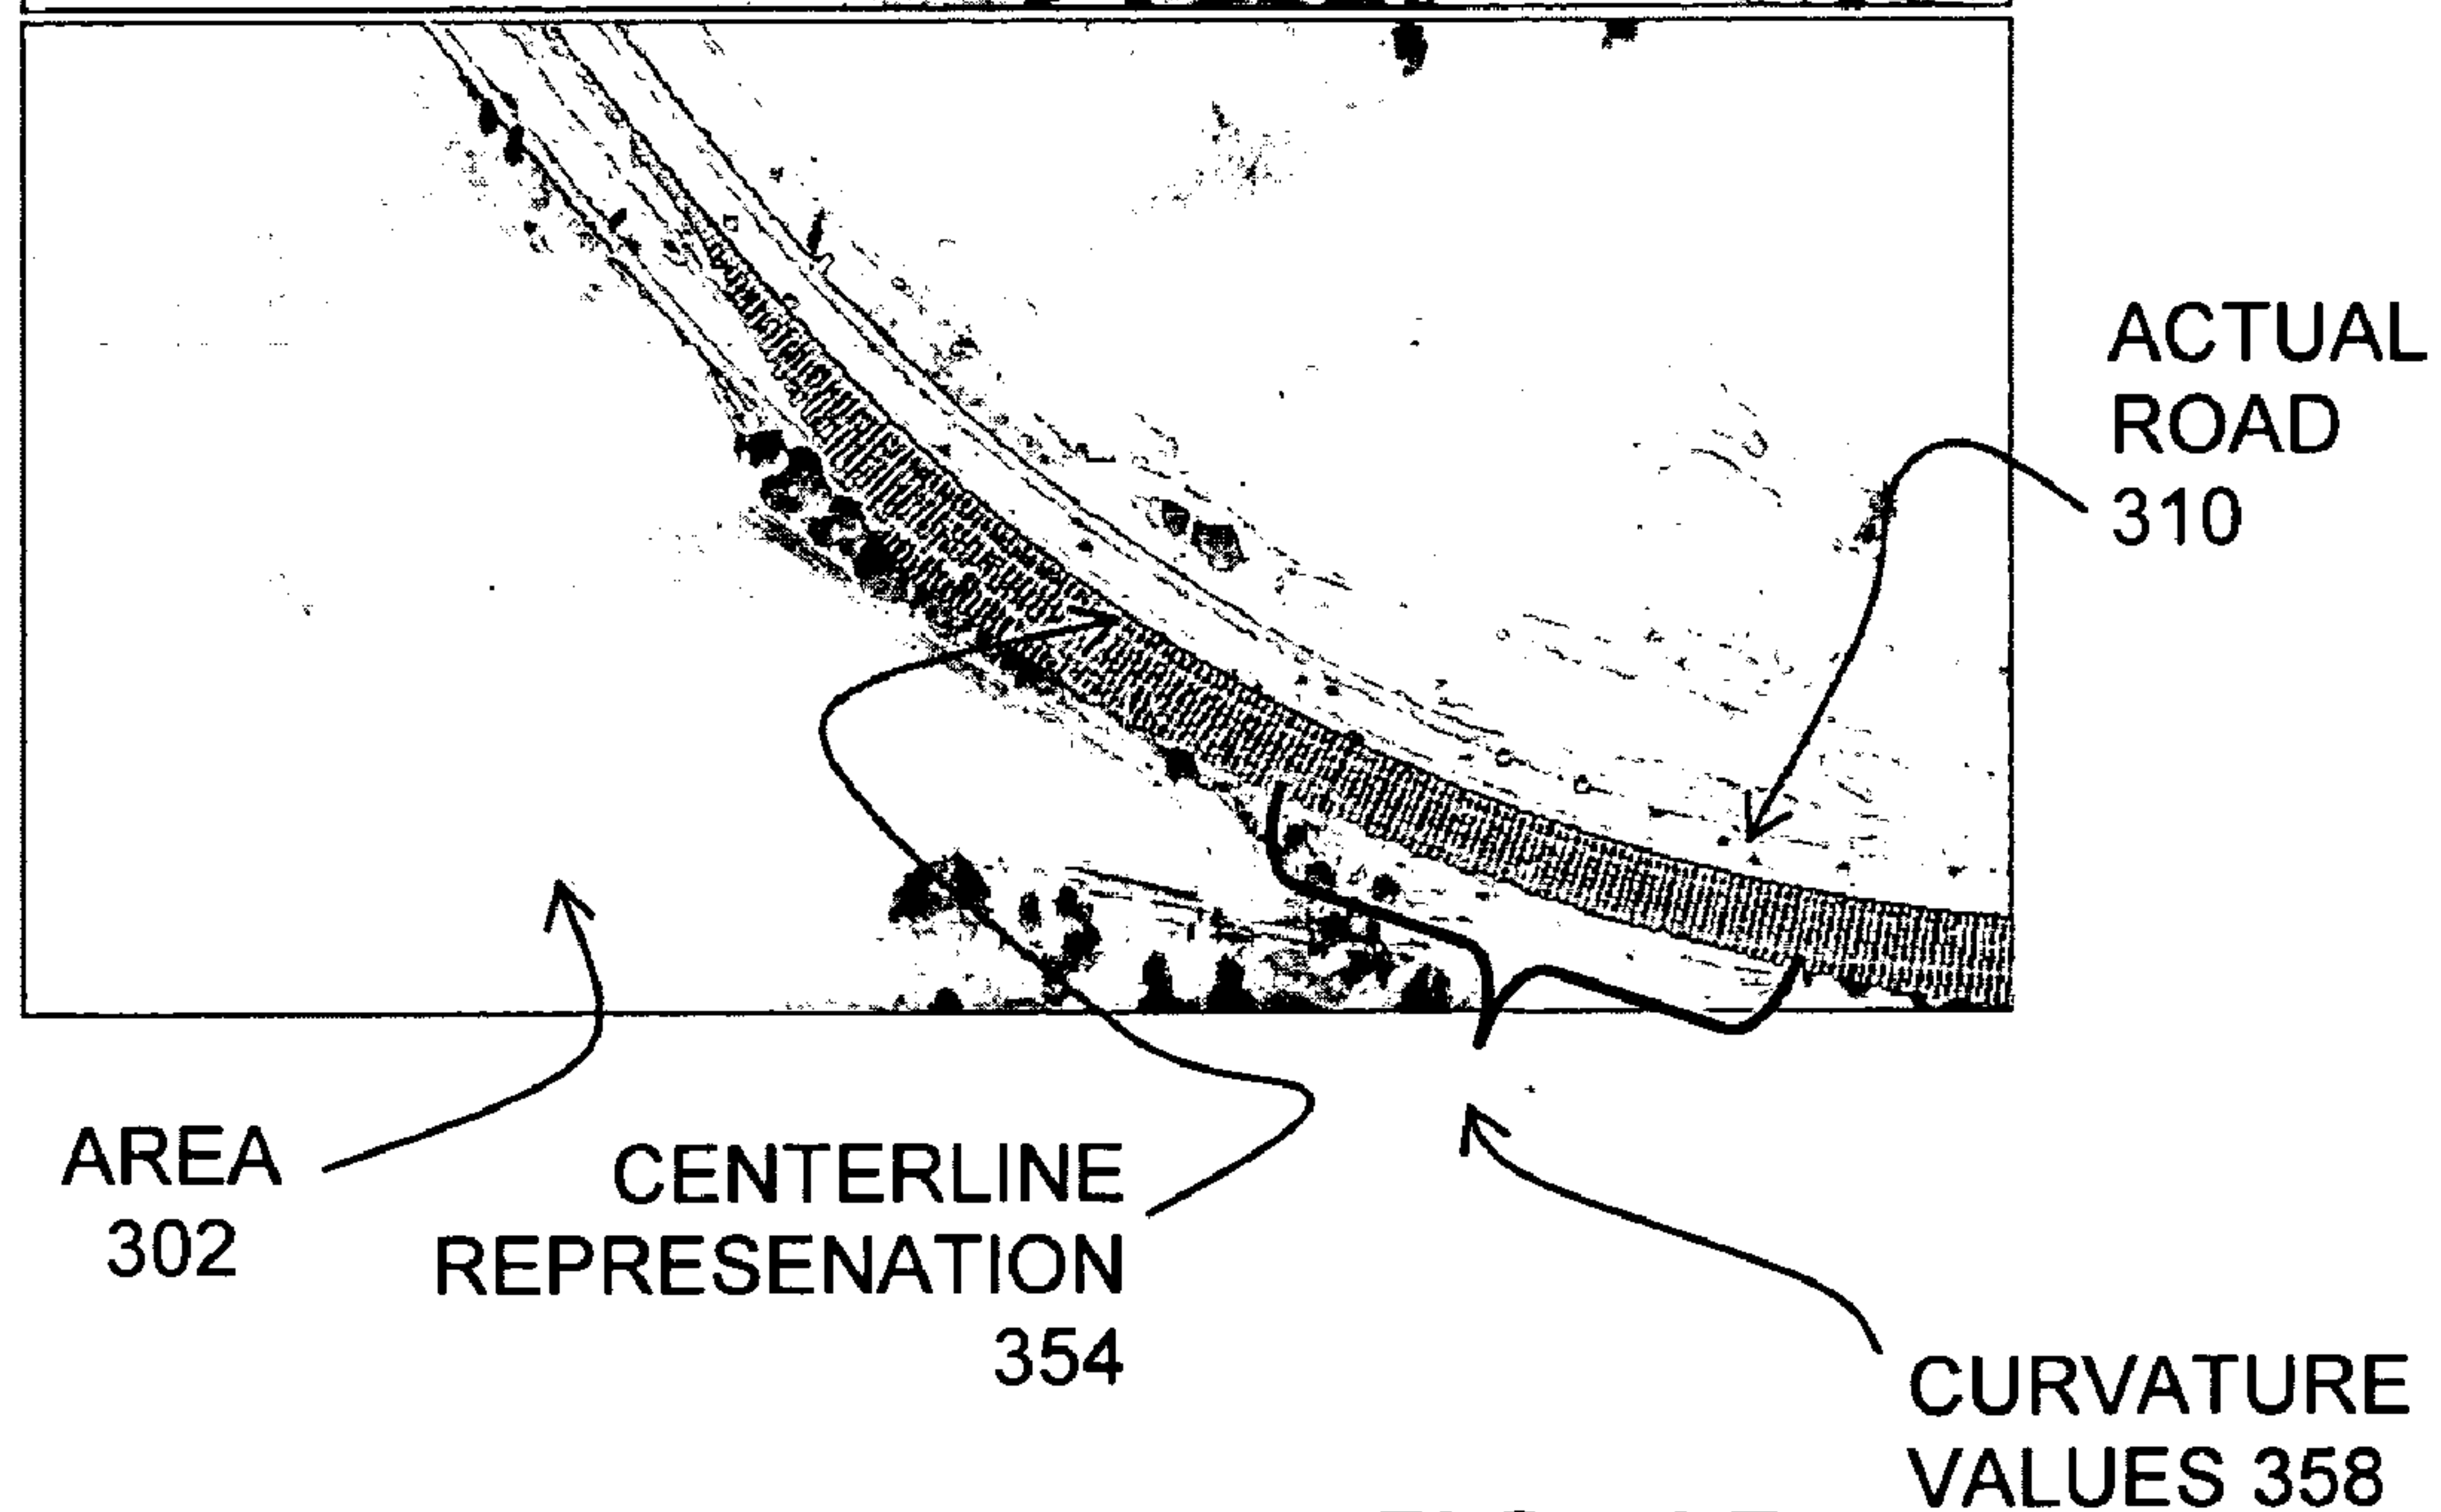 ACTUAL
ROAD
310
AREA
302
CENTERLINE
REPRESENATION
354
CURVATURE
VALUES 358